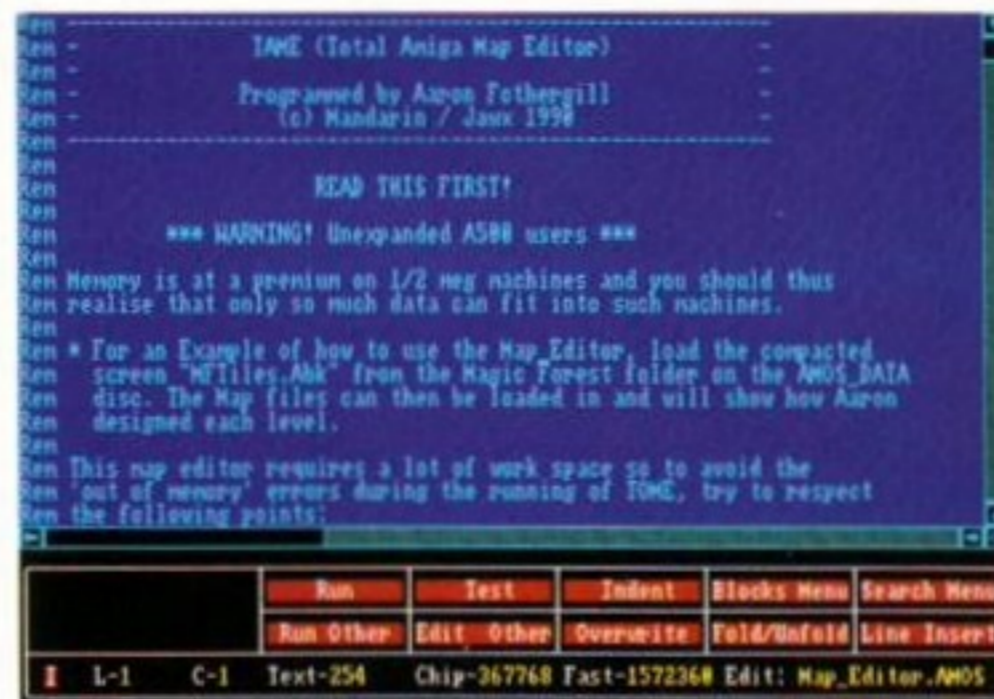 Rem ----------------------------------------------------------------
Rem -                TAME (Total Amiga Map Editor)                -
Rem -                                                             -
Rem -               Programmed by Aaron Fothergill                -
Rem -                  (c) Mandarin / Jawx 1990                   -
Rem ----------------------------------------------------------------
Rem
Rem                       READ THIS FIRST!
Rem
Rem          *** WARNING! Unexpanded A500 users ***
Rem
Rem Memory is at a premium on 1/2 meg machines and you should thus
Rem realise that only so much data can fit into such machines.
Rem
Rem * For an Example of how to use the Map_Editor, load the compacted
Rem   screen "MFTiles.Abk" from the Magic_Forest folder on the AMOS_DATA
Rem   disc. The Map files can then be loaded in and will show how Aaron
Rem   designed each level.
Rem
Rem This map editor requires a lot of work space so to avoid the
Rem 'out of memory' errors during the running of TOME, try to respect
Rem the following points:
Run Test Indent Blocks Menu Search Menu
Run Other Edit Other Overwrite Fold/Unfold Line Insert
I L-1 C-1 Text-254 Chip-367768 Fast-1572360 Edit: Map_Editor.AMOS